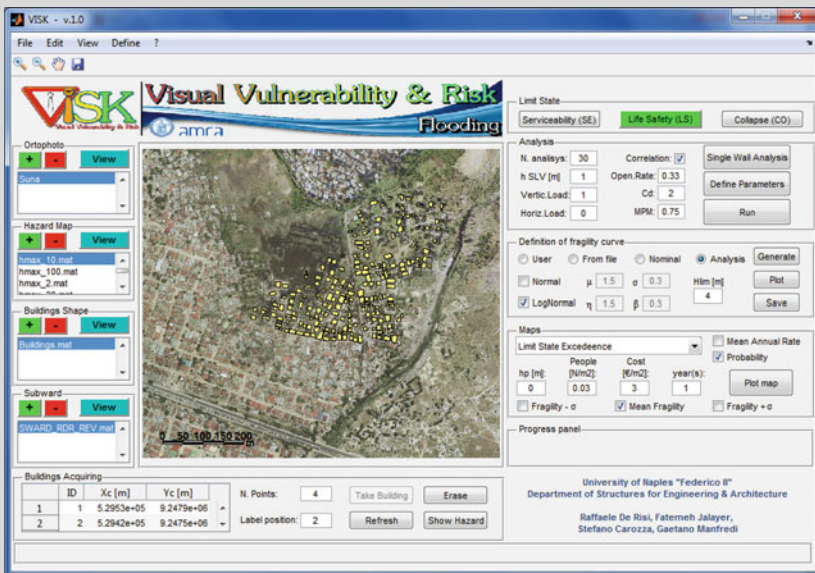 VISK - v.1.0
File Edit View Define ?
ViSK
Visual Vulnerability & Risk
Visual Vulnerability & Risk
amra
Flooding
Ortophoto
+ - View
Suna
Hazard Map
+ - View
hmax_10.mat
hmax_100.mat
hmax_2.mat
Buildings Shape
+ - View
Buildings.mat
Subward
+ - View
SWARD_RDR_REV.mat
0 50 100 150 200
m
Limit State
Serviceability (SE) Life Safety (LS) Collapse (CO)
Analysis
N. analisys: 30 Correlation: Single Wall Analysis
h SLV [m] 1 Open.Rate: 0.33
Vertic.Load: 1 Cd: 2 Define Parameters
Horiz.Load: 0 MPM: 0.75 Run
Definition of fragility curve
User From file Nominal Analysis Generate
Normal μ 1.5 σ 0.3 Hlim [m] Plot
LogNormal η 1.5 β 0.3 4 Save
Maps
Limit State Excedeence Mean Annual Rate
Probability
People Cost
hp [m]: [N/m2]: [€/m2]: year(s):
0 0.03 3 1 Plot map
Fragility - σ Mean Fragility Fragility + σ
Progress panel
Buildings Acquiring
ID Xc [m] Yc [m]
1 1 5.2953e+05 9.2479e+06
2 2 5.2942e+05 9.2475e+06
N. Points: 4 Take Building Erase
Label position: 2 Refresh Show Hazard
University of Naples "Federico II"
Department of Structures for Engineering & Architecture
Raffaele De Risi, Fatemeh Jalayer,
Stefano Carozza, Gaetano Manfredi